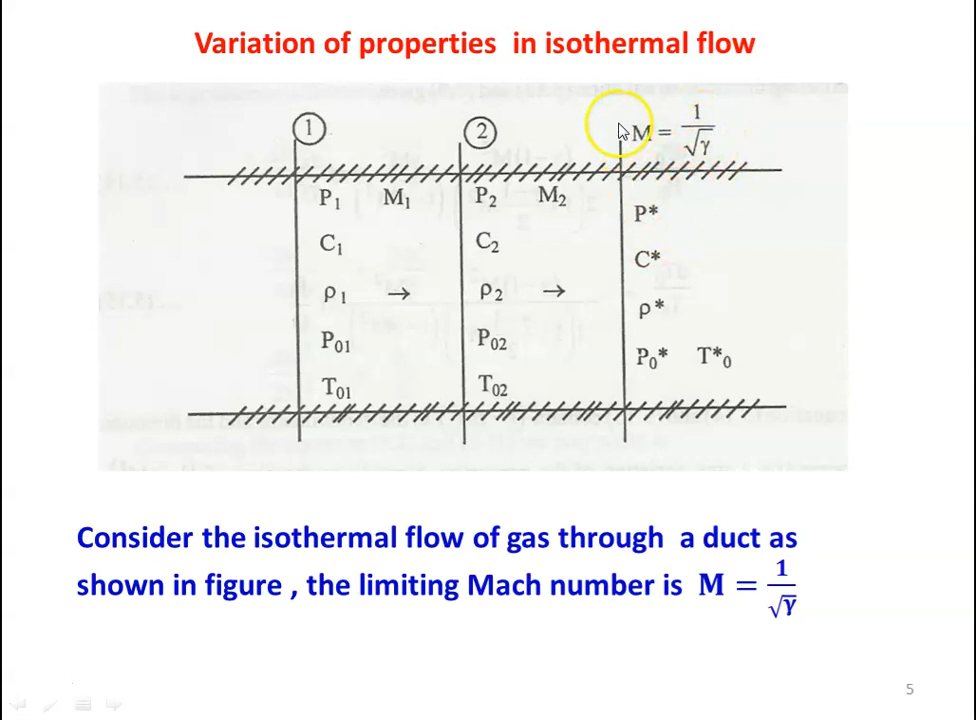 Variation of properties in isothermal flow
1 2 M = 1/√γ
P₁ M₁ P₂ M₂ P*
C₁ C₂ C*
ρ₁ → ρ₂ → ρ*
P₀₁ P₀₂ P₀* T*₀
T₀₁ T₀₂
Consider the isothermal flow of gas through a duct as
shown in figure , the limiting Mach number is M = 1/√γ
5